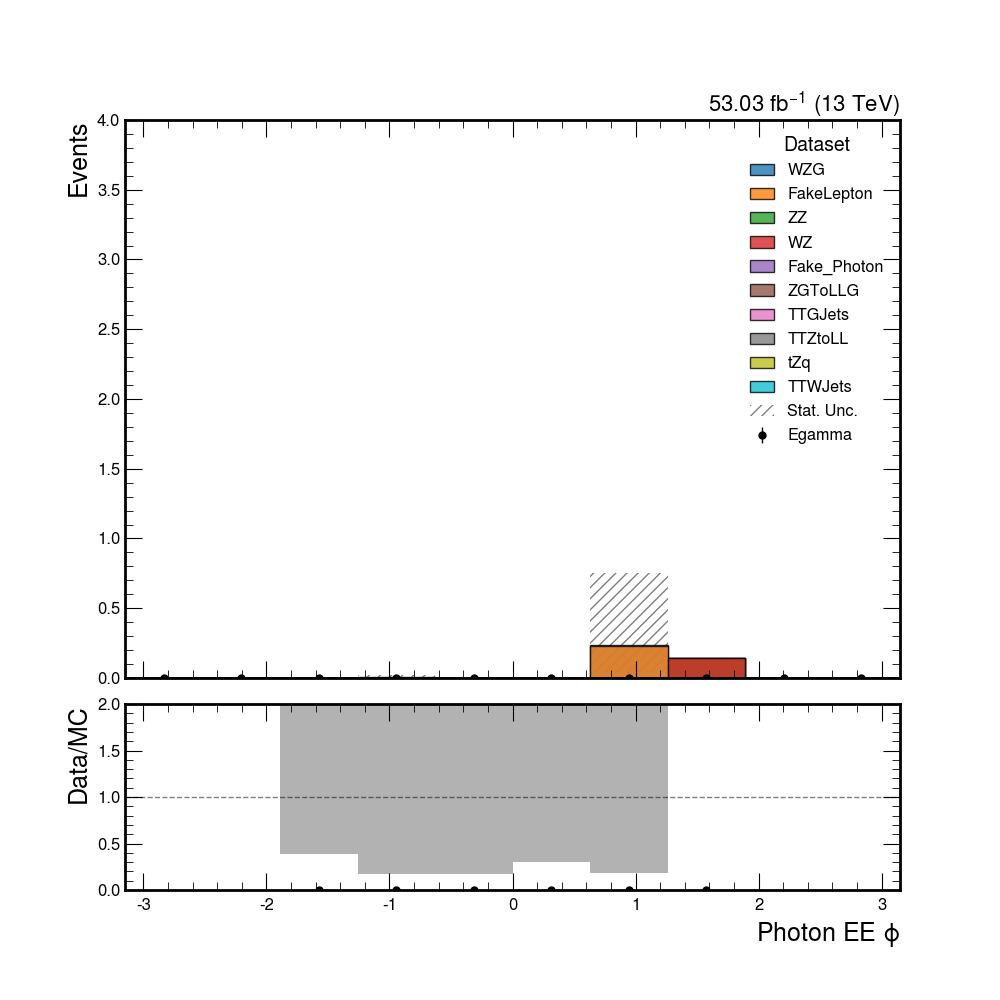 53.03 fb⁻¹ (13 TeV)
Events
4.0
3.5
3.0
2.5
2.0
1.5
1.0
0.5
0.0
Dataset
WZG
FakeLepton
ZZ
WZ
Fake_Photon
ZGToLLG
TTGJets
TTZtoLL
tZq
TTWJets
Stat. Unc.
Egamma
Data/MC
2.0
1.5
1.0
0.5
0.0
-3 -2 -1 0 1 2 3
Photon EE ϕ